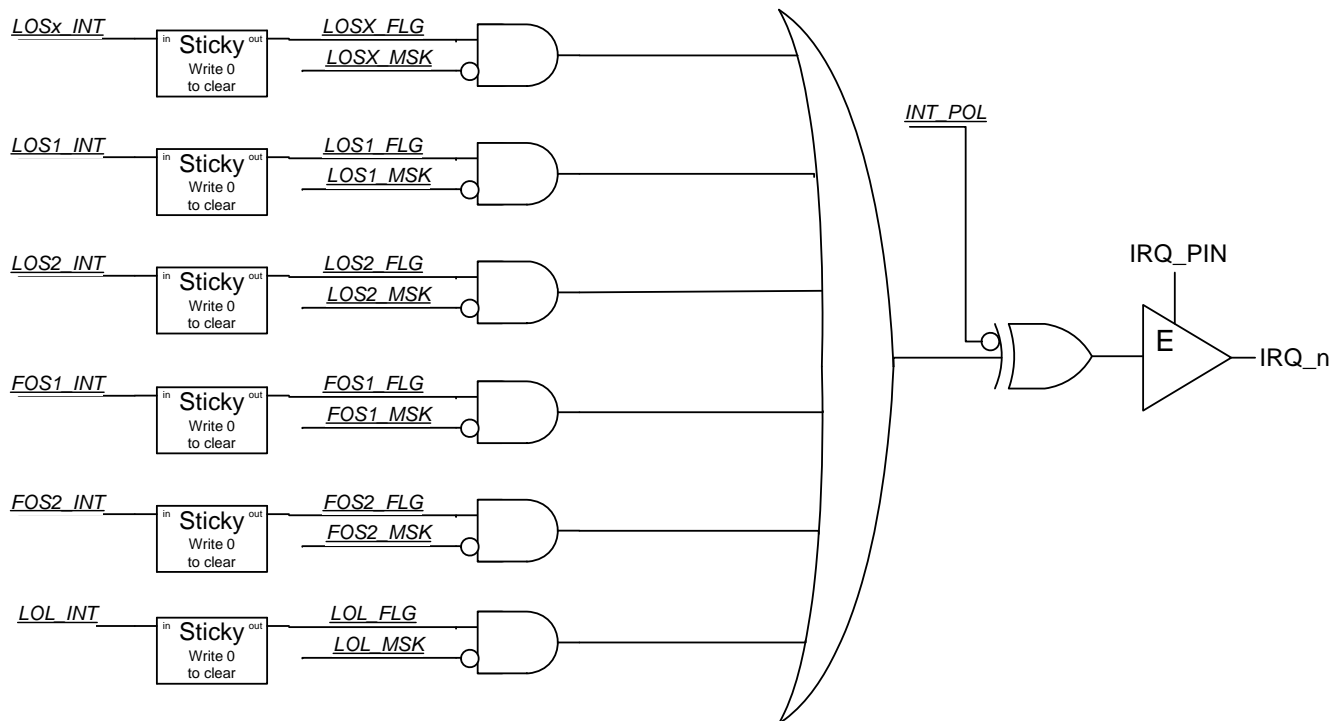 LOSx_INT
in Sticky out
Write 0
to clear
LOSX_FLG
LOSX_MSK
LOS1_INT
in Sticky out
Write 0
to clear
LOS1_FLG
LOS1_MSK
LOS2_INT
in Sticky out
Write 0
to clear
LOS2_FLG
LOS2_MSK
FOS1_INT
in Sticky out
Write 0
to clear
FOS1_FLG
FOS1_MSK
FOS2_INT
in Sticky out
Write 0
to clear
FOS2_FLG
FOS2_MSK
LOL_INT
in Sticky out
Write 0
to clear
LOL_FLG
LOL_MSK
INT_POL
IRQ_PIN
E
IRQ_n